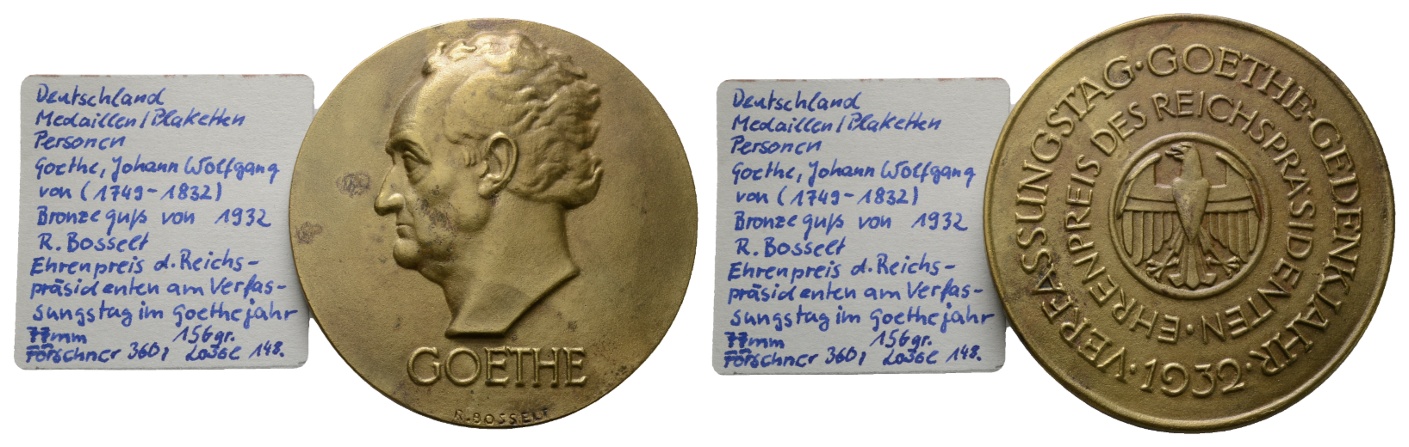 Deutschland
Medaillen/Plaketten
Personen
Goethe, Johann Wolfgang
von (1749-1832)
Bronzeguß von 1932
R. Bosselt
Ehrenpreis d. Reichs-
präsidenten am Verfas-
sungstag im Goethejahr
77mm 156gr.
Förschner 360, 148.
GOETHE
R·BOSSELT
Deutschland
Medaillen/Plaketten
Personen
Goethe, Johann Wolfgang
von (1749-1832)
Bronzeguß von 1932
R. Bosselt
Ehrenpreis d. Reichs-
präsidenten am Verfas-
sungstag im Goethejahr
77mm 156gr.
Förschner 360, 148.
VERFASSUNGSTAG·GOETHE-GEDENKJAHR·
1932·
EHRENPREIS DES REICHSPRÄSIDENTEN·